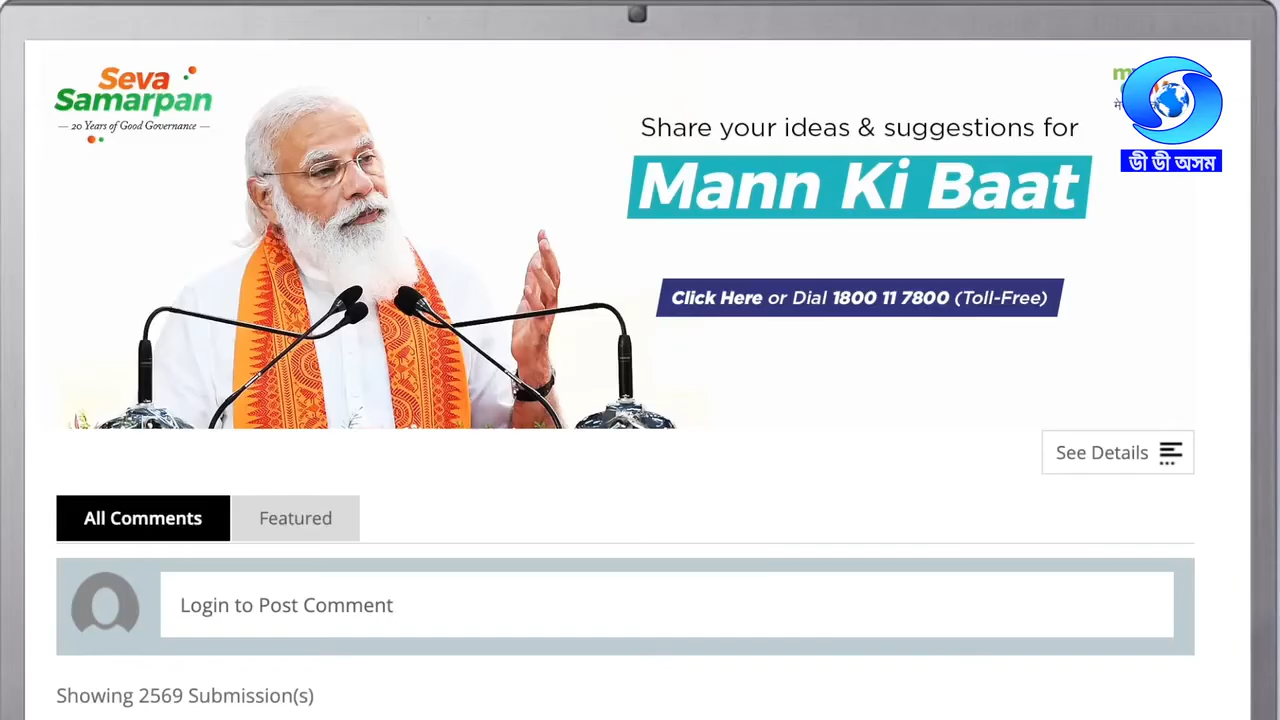 Seva
Samarpan
— 20 Years of Good Governance —
Share your ideas & suggestions for
Mann Ki Baat
Click Here or Dial 1800 11 7800 (Toll-Free)
ডী ডী অসম
See Details
All Comments
Featured
Login to Post Comment
Showing 2569 Submission(s)